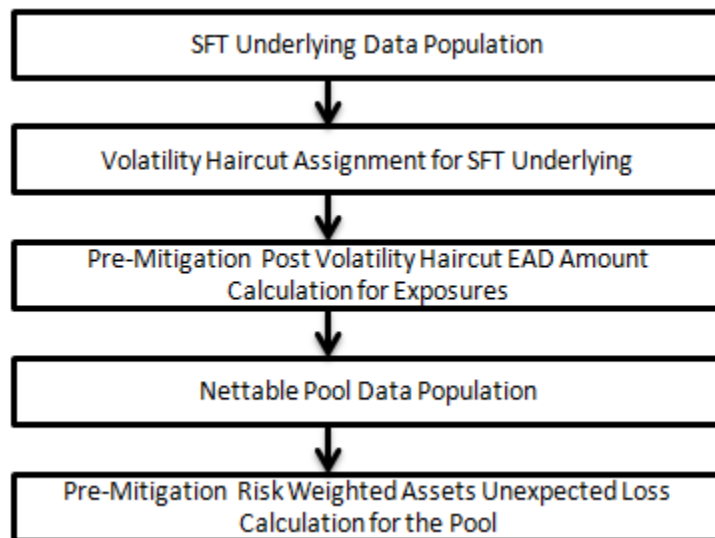 SFT Underlying Data Population
Volatility Haircut Assignment for SFT Underlying
Pre-Mitigation Post Volatility Haircut EAD Amount
Calculation for Exposures
Nettable Pool Data Population
Pre-Mitigation Risk Weighted Assets Unexpected Loss
Calculation for the Pool